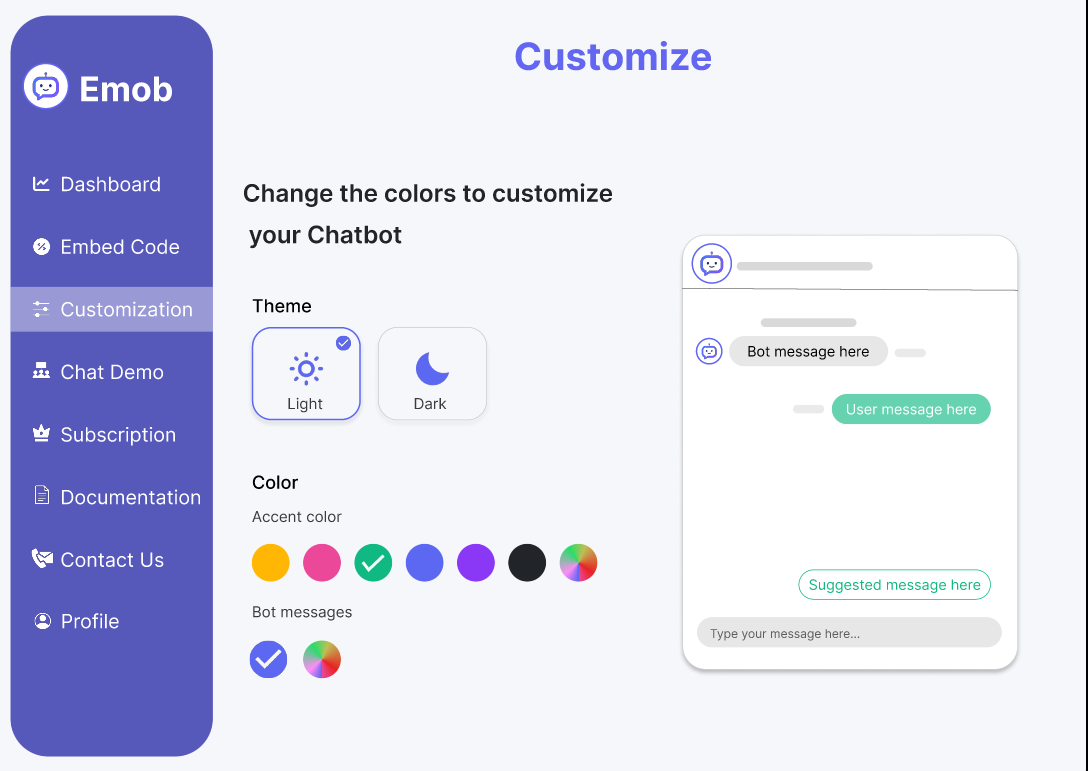 Emob
Dashboard
Embed Code
Customization
Chat Demo
Subscription
Documentation
Contact Us
Profile
Customize
Change the colors to customize
your Chatbot
Theme
Light
Dark
Color
Accent color
Bot messages
Bot message here
User message here
Suggested message here
Type your message here...